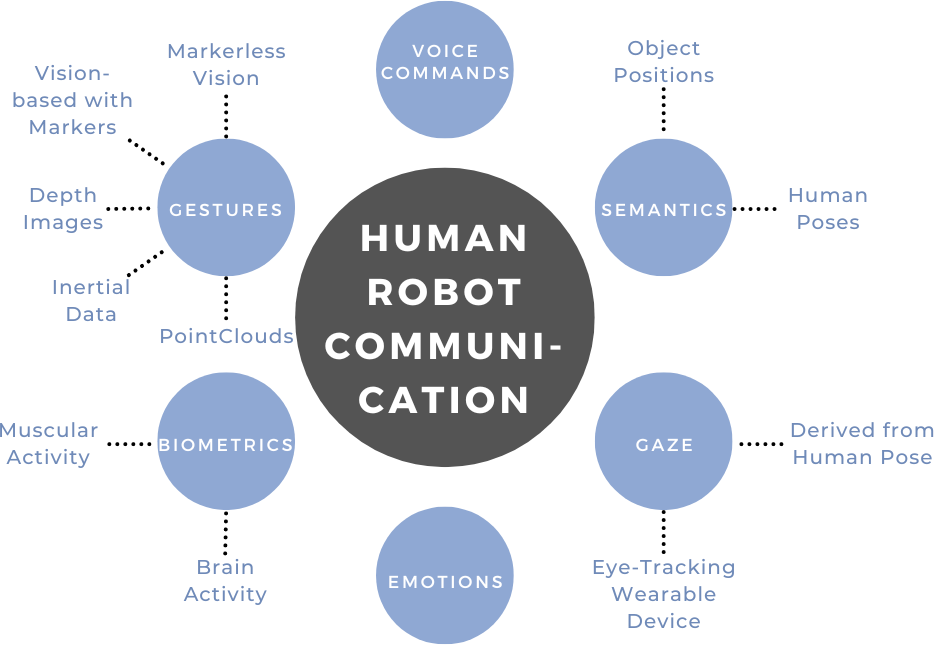 VOICE
COMMANDS
Markerless
Vision
Vision-
based with
Markers
Depth
Images
Inertial
Data
PointClouds
GESTURES
Object
Positions
SEMANTICS
Human
Poses
HUMAN
ROBOT
COMMUNI-
CATION
Muscular
Activity
BIOMETRICS
Brain
Activity
GAZE
Derived from
Human Pose
Eye-Tracking
Wearable
Device
EMOTIONS